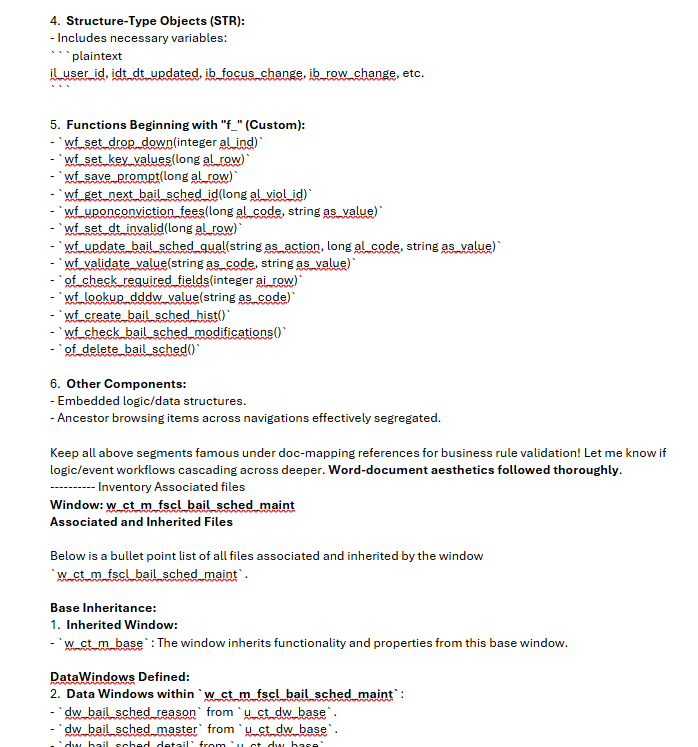 4. Structure-Type Objects (STR):
- Includes necessary variables:
```plaintext
il_user_id, idt_dt_updated, ib_focus_change, ib_row_change, etc.
```
5. Functions Beginning with "f_" (Custom):
- `wf_set_drop_down(integer al_ind)`
- `wf_set_key_values(long al_row)`
- `wf_save_prompt(long al_row)`
- `wf_get_next_bail_sched_id(long al_viol_id)`
- `wf_uponconviction_fees(long al_code, string as_value)`
- `wf_set_dt_invalid(long al_row)`
- `wf_update_bail_sched_qual(string as_action, long al_code, string as_value)`
- `wf_validate_value(string as_code, string as_value)`
- `of_check_required_fields(integer ai_row)`
- `wf_lookup_dddw_value(string as_code)`
- `wf_create_bail_sched_hist()`
- `wf_check_bail_sched_modifications()`
- `of_delete_bail_sched()`
6. Other Components:
- Embedded logic/data structures.
- Ancestor browsing items across navigations effectively segregated.
Keep all above segments famous under doc-mapping references for business rule validation! Let me know if
logic/event workflows cascading across deeper. Word-document aesthetics followed thoroughly.
---------- Inventory Associated files
Window: w_ct_m_fscl_bail_sched_maint
Associated and Inherited Files
Below is a bullet point list of all files associated and inherited by the window
`w_ct_m_fscl_bail_sched_maint`.
Base Inheritance:
1. Inherited Window:
- `w_ct_m_base`: The window inherits functionality and properties from this base window.
DataWindows Defined:
2. Data Windows within `w_ct_m_fscl_bail_sched_maint`:
- `dw_bail_sched_reason` from `u_ct_dw_base`.
- `dw_bail_sched_master` from `u_ct_dw_base`.
- `dw_bail_sched_detail` from `u_ct_dw_base`